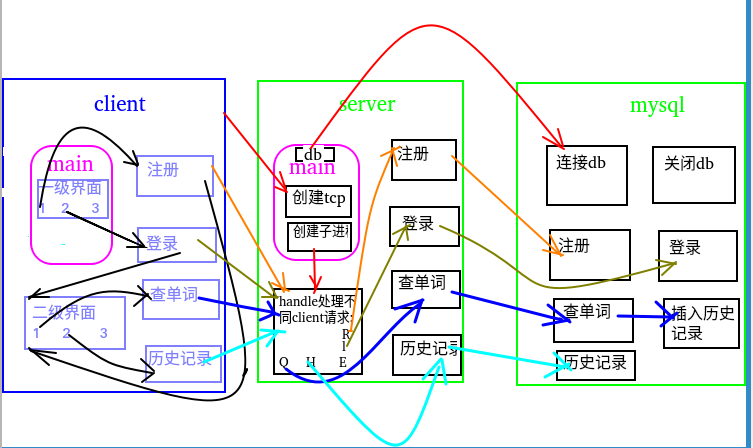 client
main
一级界面
1 2 3
注册
登录
二级界面
1 2 3
查单词
历史记录
server
[db]
main
创建tcp
创建子进
handle处理不
同client请求:
R
l
Q H E
注册
登录
查单词
历史记录
mysql
连接db
关闭db
注册
登录
查单词
插入历史
记录
历史记录